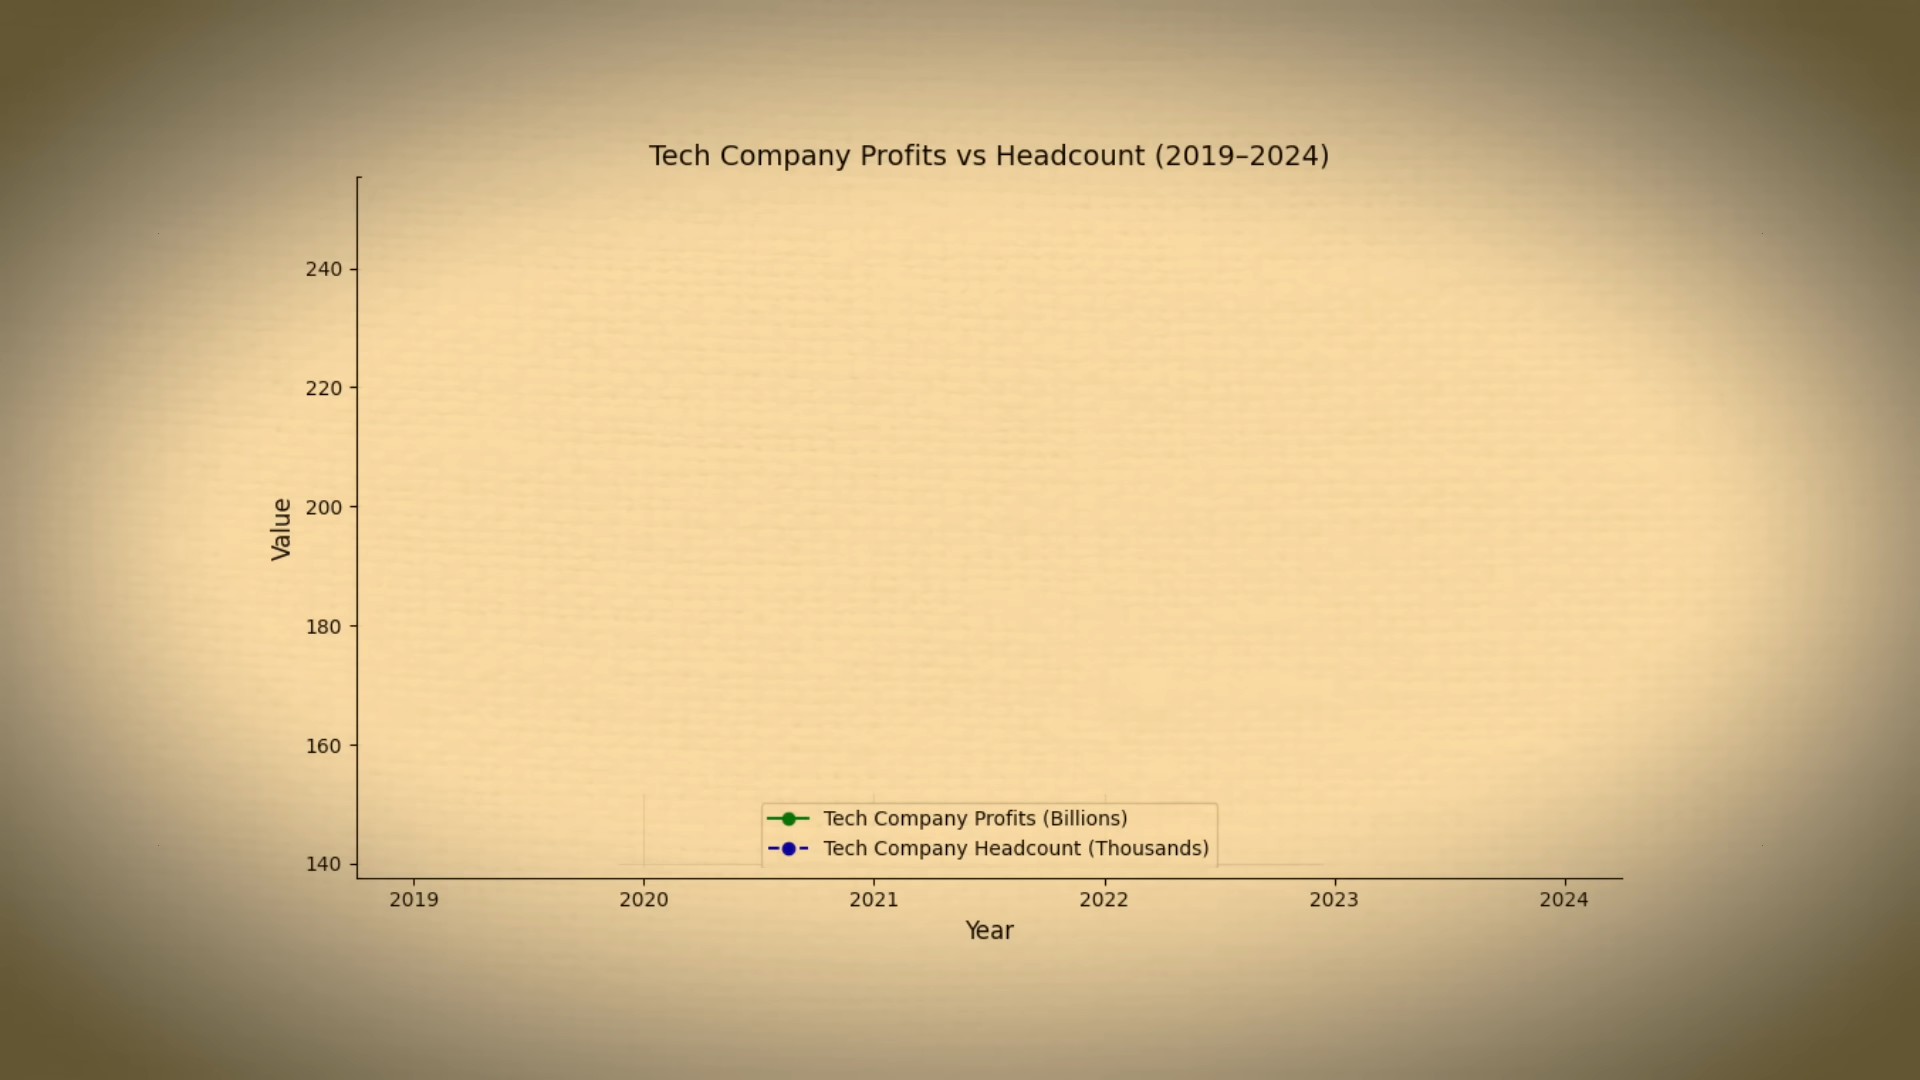 Tech Company Profits vs Headcount (2019–2024)
240
220
200
180
160
140
Value
Tech Company Profits (Billions)
Tech Company Headcount (Thousands)
2019 2020 2021 2022 2023 2024
Year